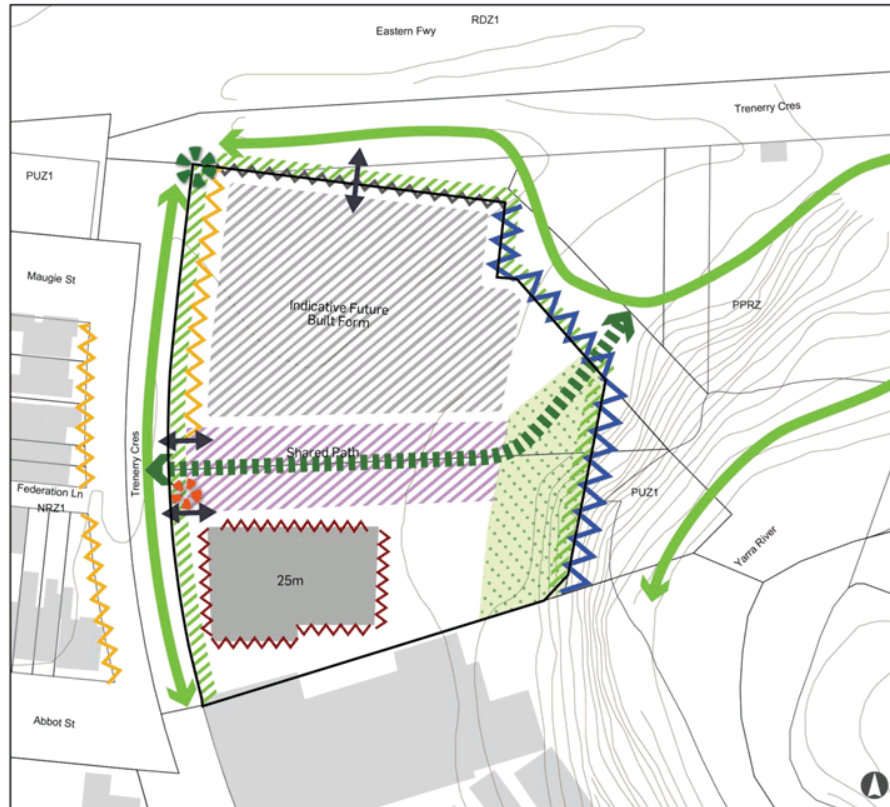 RDZ1
Eastern Fwy
Trenerry Cres
PUZ1
Maugie St
Indicative Future
Built Form
PPRZ
Trenerry Cres
Shared Path
Federation Ln
NRZ1
PUZ1
Yarra River
25m
Abbot St